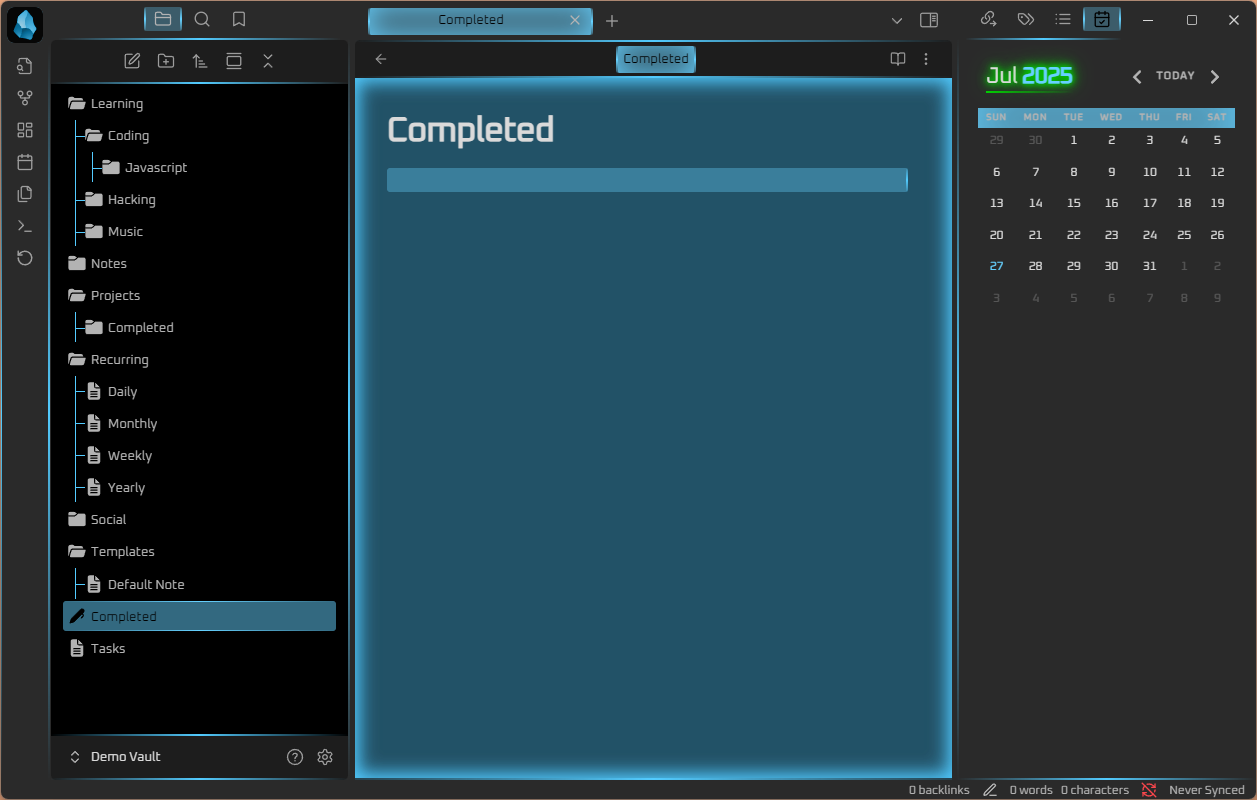 Completed
Completed
Learning
Coding
Javascript
Hacking
Music
Notes
Projects
Completed
Recurring
Daily
Monthly
Weekly
Yearly
Social
Templates
Default Note
Completed
Tasks
Demo Vault
Completed
Jul 2025
TODAY
SUN MON TUE WED THU FRI SAT
29 30 1 2 3 4 5
6 7 8 9 10 11 12
13 14 15 16 17 18 19
20 21 22 23 24 25 26
27 28 29 30 31 1 2
3 4 5 6 7 8 9
0 backlinks 0 words 0 characters Never Synced